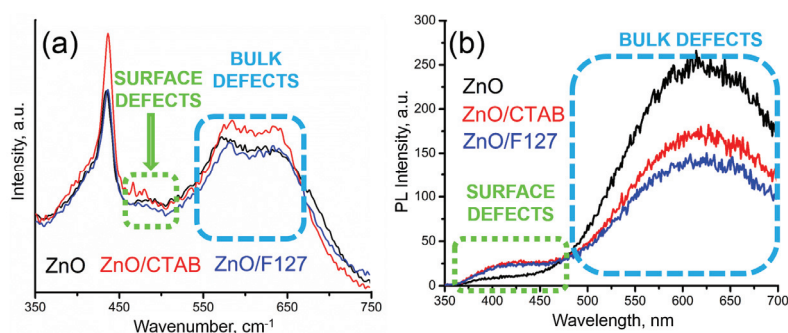 (a)
BULK
DEFECTS
SURFACE
DEFECTS
Intensity, a.u.
ZnO ZnO/CTAB ZnO/F127
350 450 550 650 750
Wavenumber, cm-1
(b)
BULK DEFECTS
300
250
200
150
100
50
25
0
ZnO
ZnO/CTAB
ZnO/F127
SURFACE
DEFECTS
PL Intensity, a.u.
350 400 450 500 550 600 650 700
Wavelength, nm